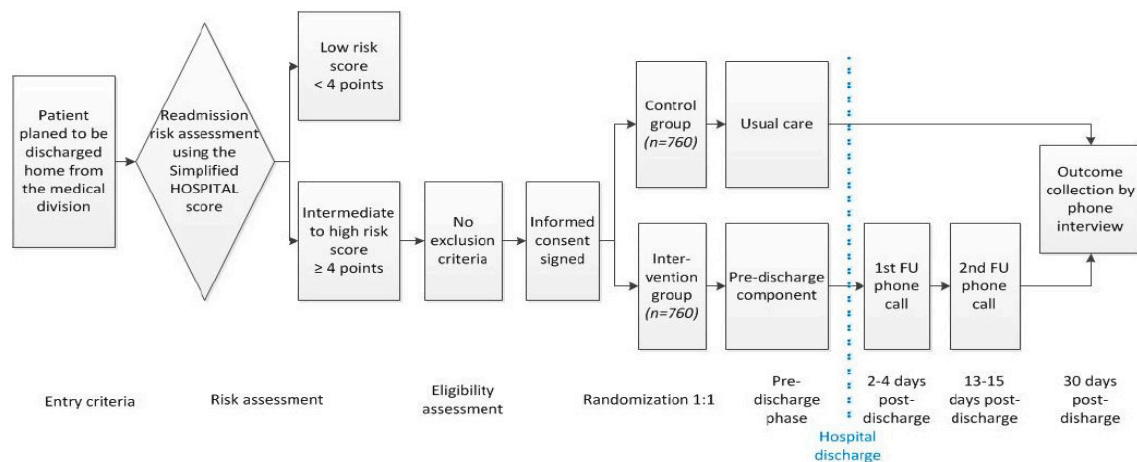 Patient
planed to be
discharged
home from
the medical
division
Readmission
risk assessment
using the
Simplified
HOSPITAL
score
Low risk
score
< 4 points
Intermediate
to high risk
score
≥ 4 points
No
exclusion
criteria
Informed
consent
signed
Control
group
(n=760)
Usual care
Inter-
vention
group
(n=760)
Pre-discharge
component
1st FU
phone
call
2nd FU
phone
call
Outcome
collection by
phone
interview
Entry criteria
Risk assessment
Eligibility
assessment
Randomization 1:1
Pre-
discharge
phase
Hospital
discharge
2-4 days
post-
discharge
13-15
days post-
discharge
30 days
post-
disharge